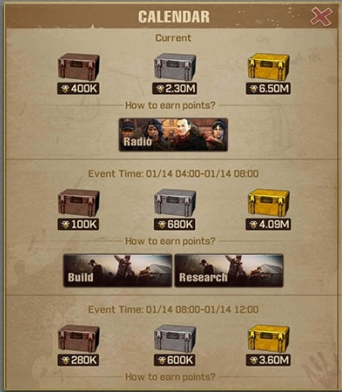 CALENDAR
Current
400K 2.30M 6.50M
How to earn points?
Radio
Event Time: 01/14 04:00-01/14 08:00
100K 680K 4.09M
How to earn points?
Build Research
Event Time: 01/14 08:00-01/14 12:00
280K 600K 3.60M
How to earn points?